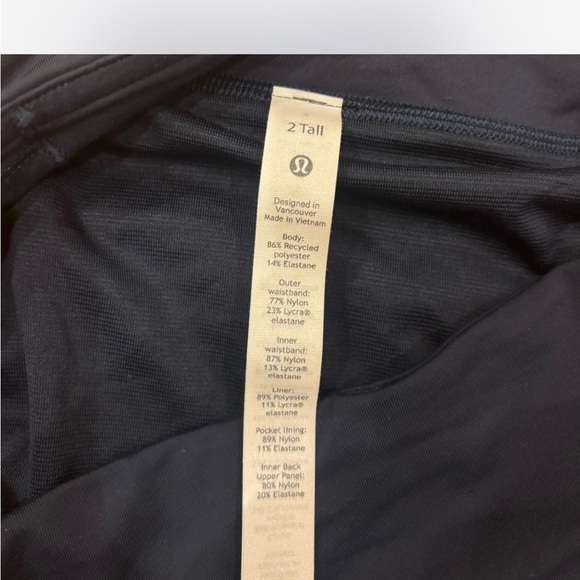 2 Tall
Designed in
Vancouver
Made in Vietnam
Body:
86% Recycled
polyester
14% Elastane
Outer
waistband:
77% Nylon
23% Lycra®
elastane
Inner
waistband:
87% Nylon
13% Lycra®
elastane
Liner:
89% Polyester
11% Lycra®
elastane
Pocket lining:
89% Nylon
11% Elastane
Inner Back
Upper Panel:
80% Nylon
20% Elastane